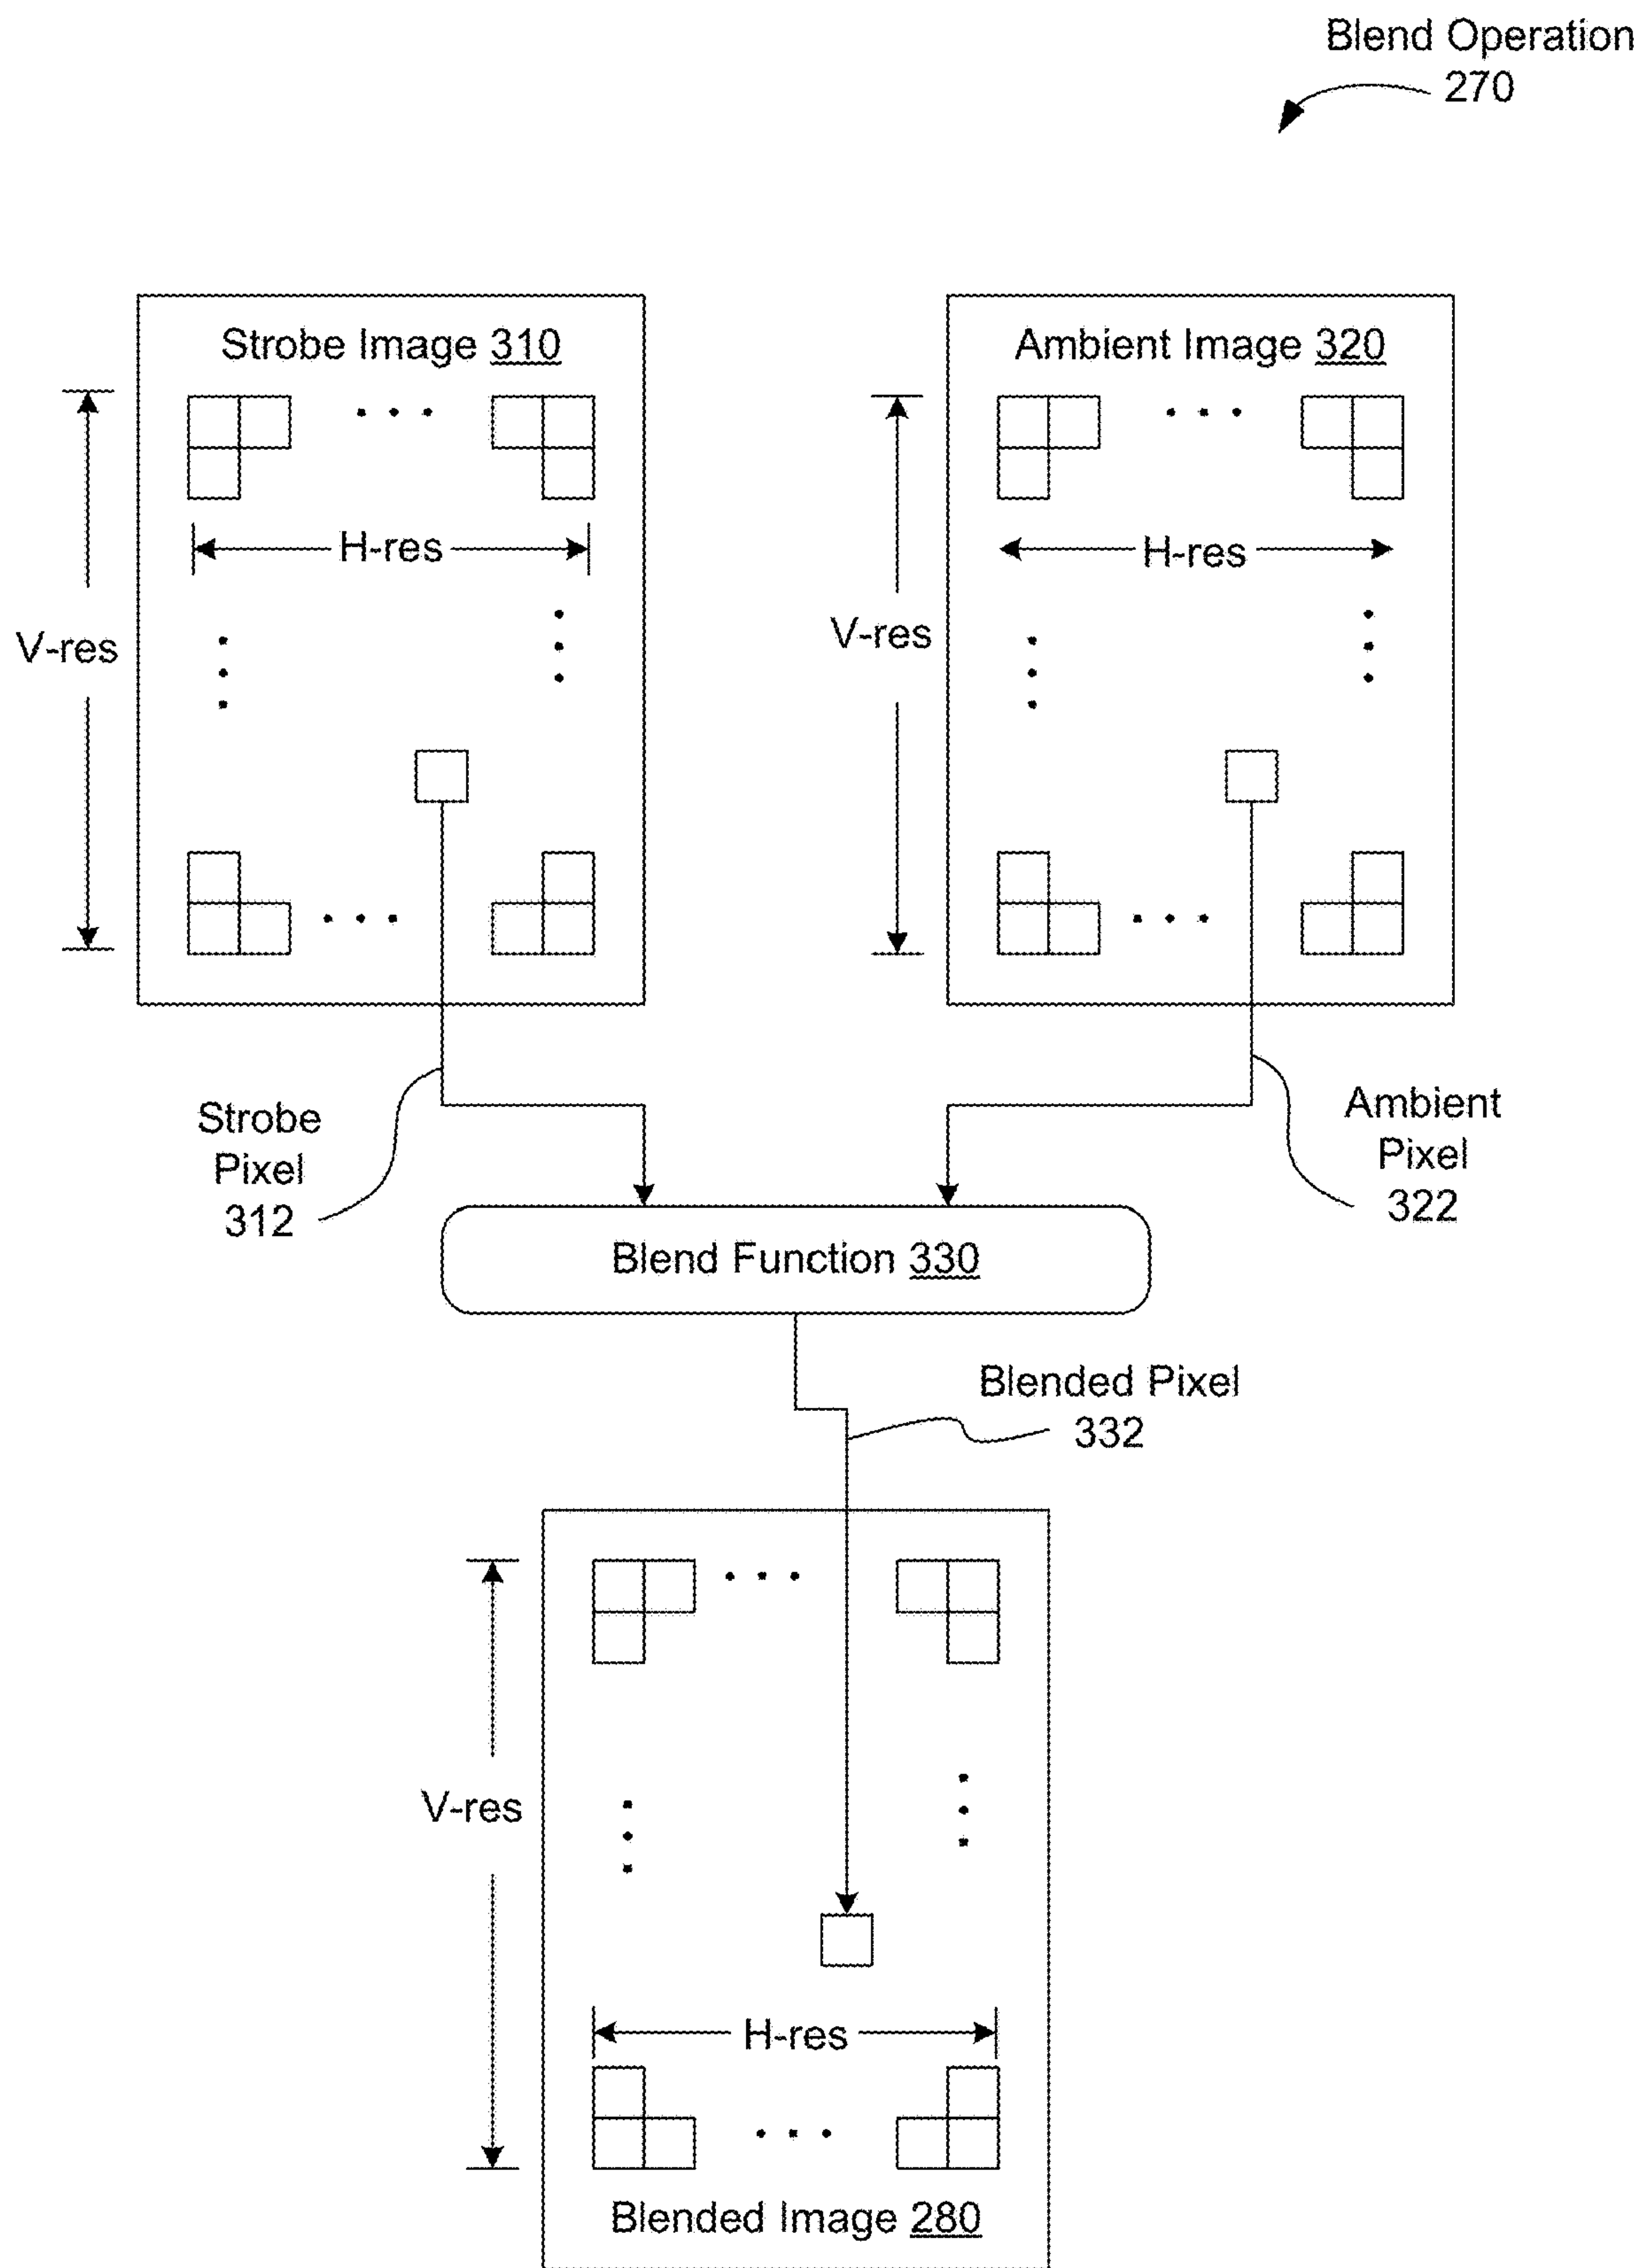 Blend Operation
270
Strobe Image 310
Ambient Image 320
H-res
H-res
V-res
V-res
Strobe
Pixel
312
Ambient
Pixel
322
Blend Function 330
Blended Pixel
332
V-res
H-res
Blended Image 280